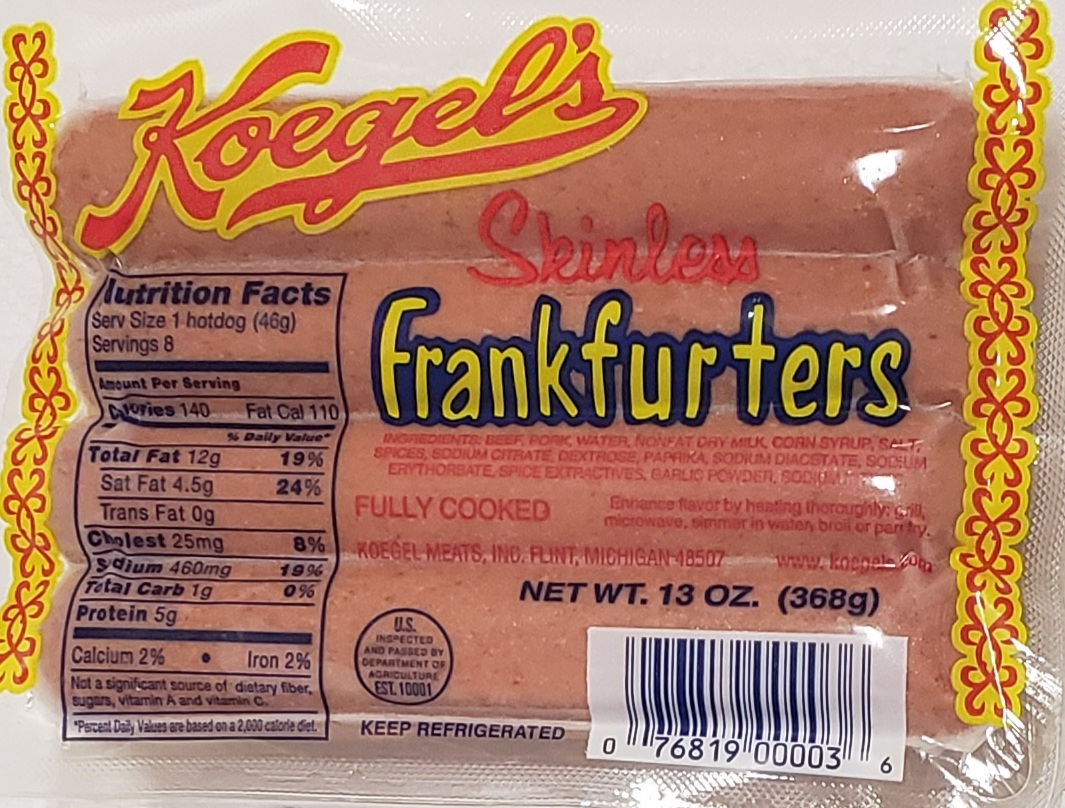 Koegel's
Skinless
Frankfurters
Nutrition Facts
Serv Size 1 hotdog (46g)
Servings 8
Amount Per Serving
Calories 140 Fat Cal 110
% Daily Value*
Total Fat 12g 19%
Sat Fat 4.5g 24%
Trans Fat 0g
Cholest 25mg 8%
Sodium 460mg 19%
Total Carb 1g 0%
Protein 5g
Calcium 2% • Iron 2%
Not a significant source of dietary fiber,
sugars, vitamin A and vitamin C.
*Percent Daily Values are based on a 2,000 calorie diet.
INGREDIENTS: BEEF, PORK, WATER, NONFAT DRY MILK, CORN SYRUP, SALT,
SPICES, SODIUM CITRATE, DEXTROSE, PAPRIKA, SODIUM DIACETATE, SODIUM
ERYTHORBATE, SPICE EXTRACTIVES, GARLIC POWDER, SODIUM
FULLY COOKED
Enhance flavor by heating thoroughly: grill,
microwave, simmer in water, broil or pan fry.
KOEGEL MEATS, INC. FLINT, MICHIGAN 48507 www.koegels.com
NET WT. 13 OZ. (368g)
U.S.
INSPECTED
AND PASSED BY
DEPARTMENT OF
AGRICULTURE
EST. 10001
KEEP REFRIGERATED
0 76819 00003 6